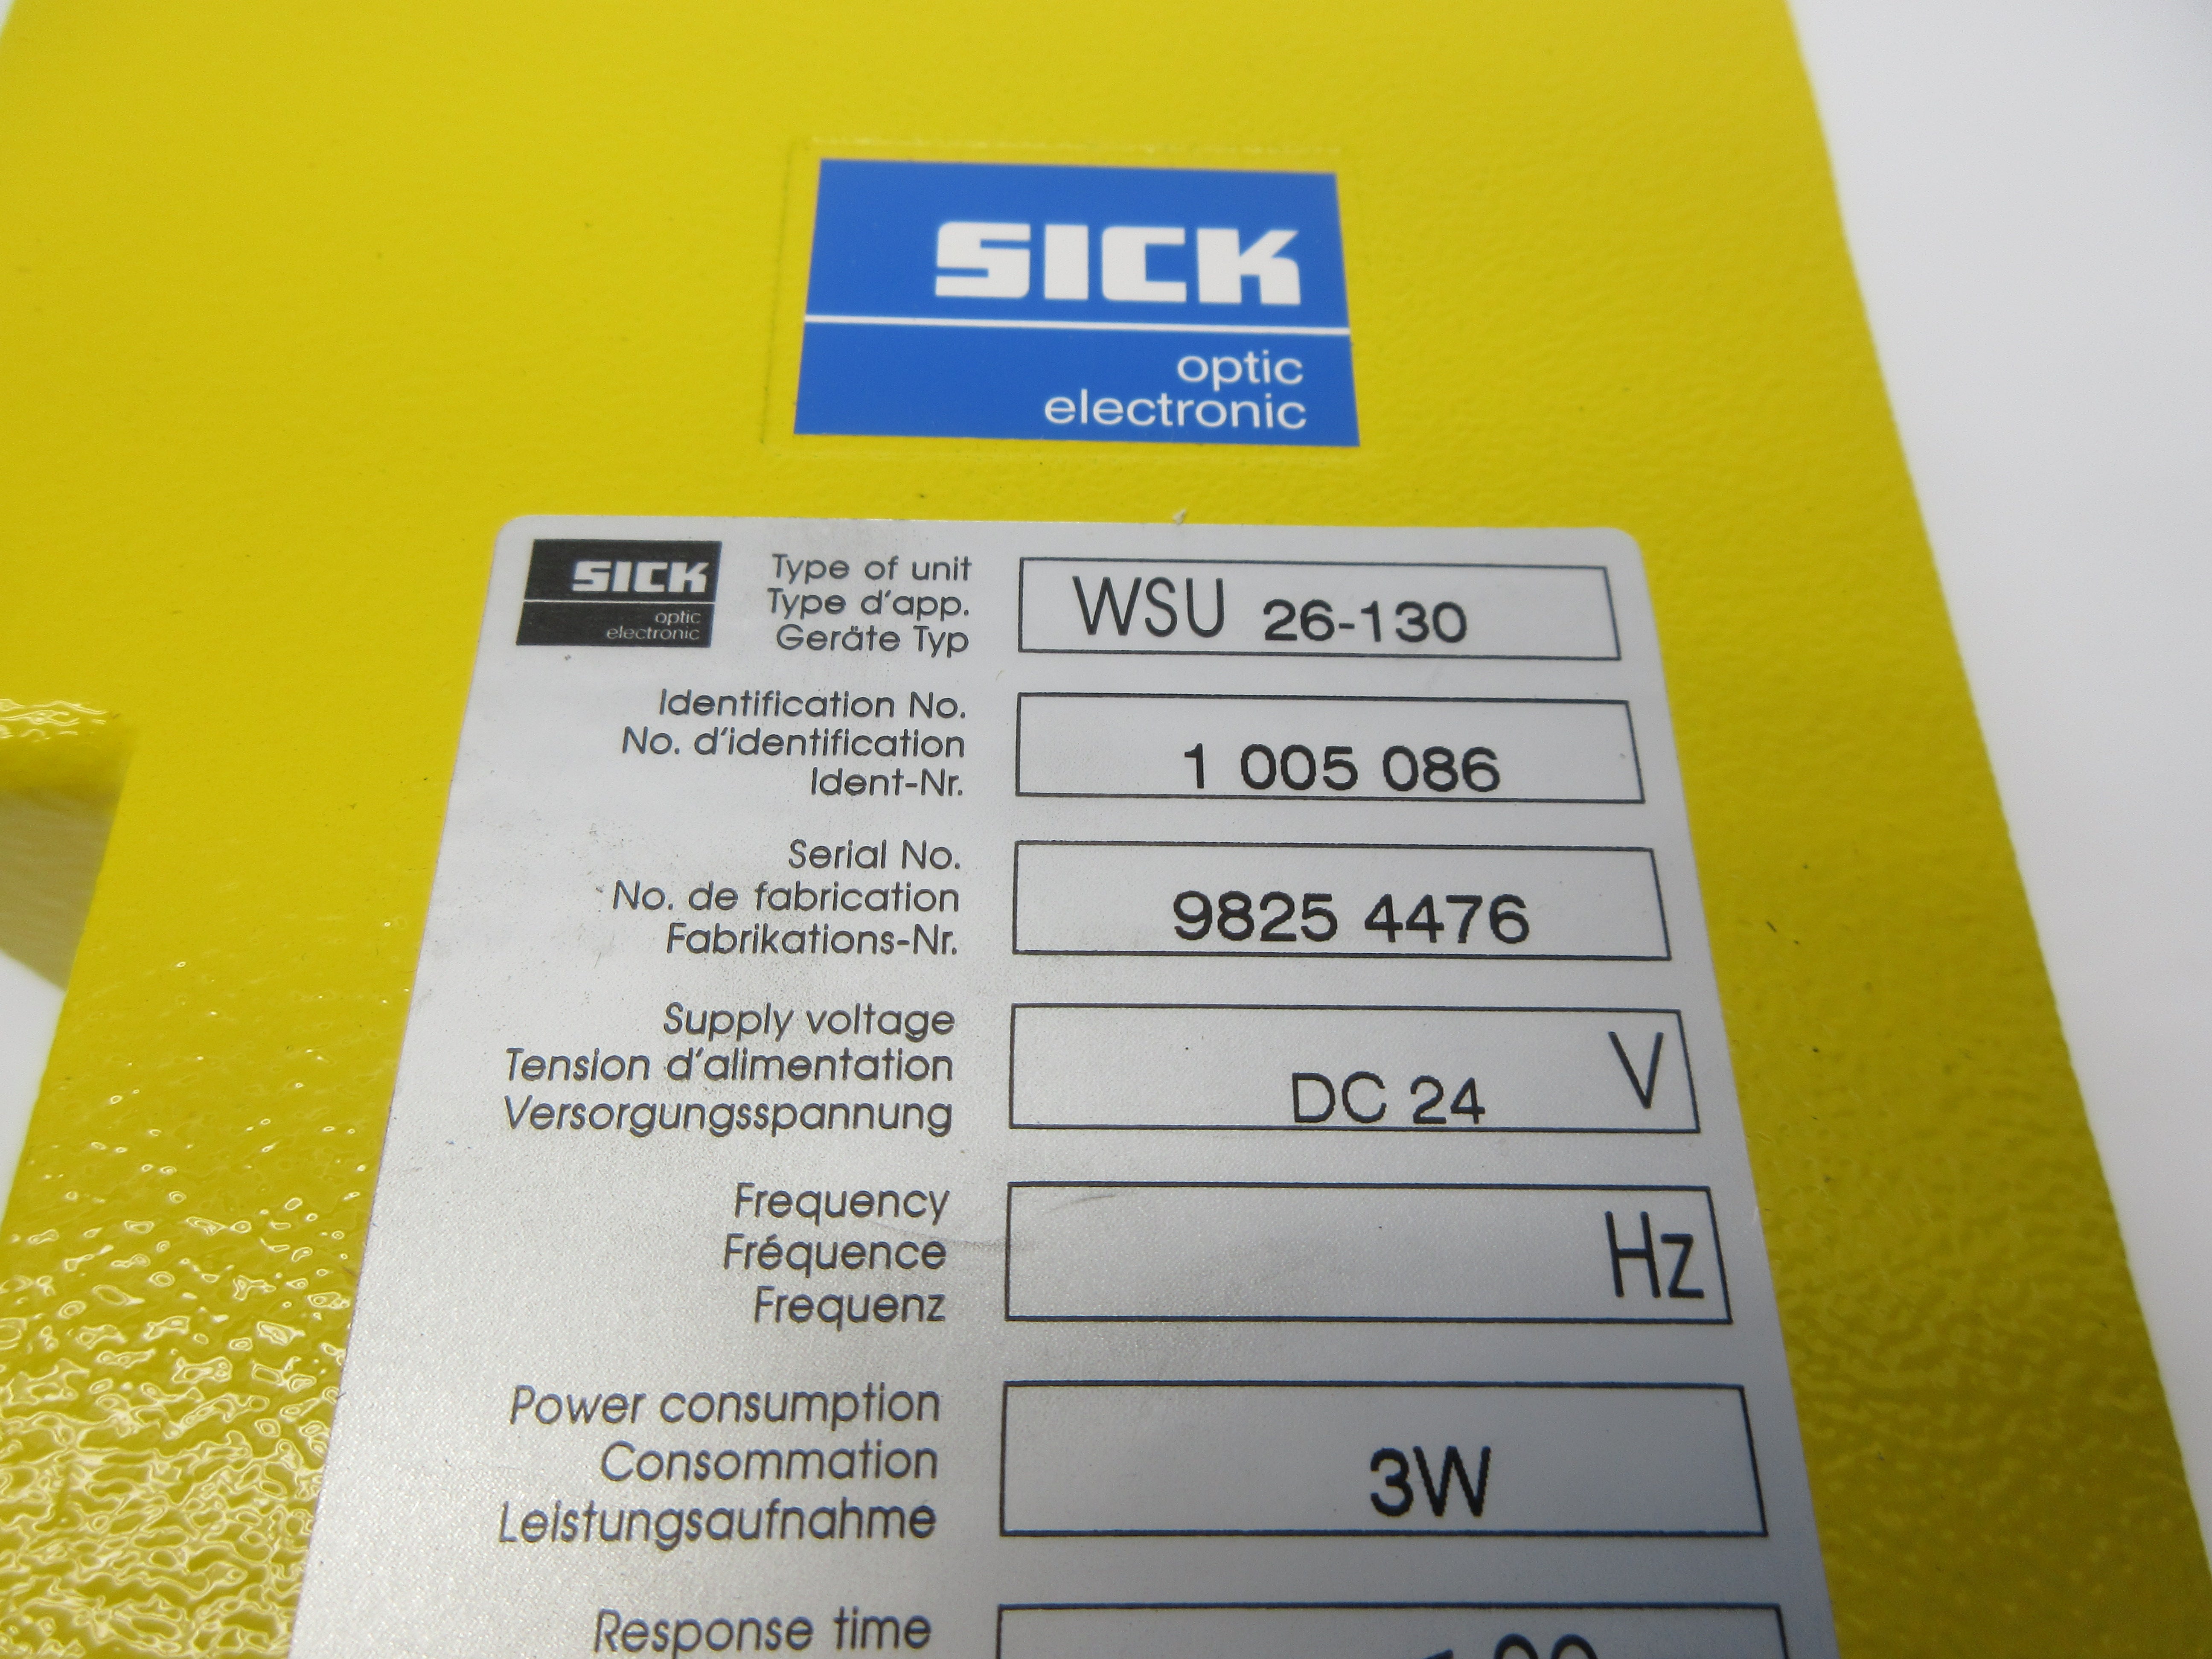 SICK
optic
electronic
SICK
optic
electronic
Type of unit
Type d'app.
Geräte Typ
WSU 26-130
Identification No.
No. d'identification
Ident-Nr.
1 005 086
Serial No.
No. de fabrication
Fabrikations-Nr.
9825 4476
Supply voltage
Tension d'alimentation
Versorgungsspannung
DC 24 V
Frequency
Fréquence
Frequenz
Hz
Power consumption
Consommation
Leistungsaufnahme
3W
Response time